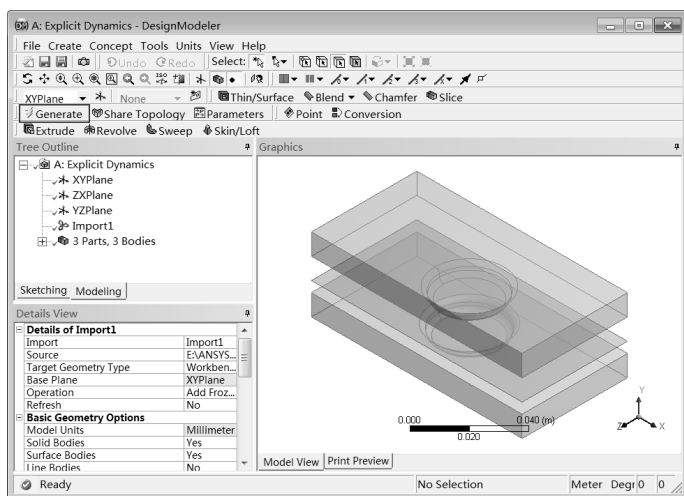 A: Explicit Dynamics - DesignModeler
File Create Concept Tools Units View Help
Undo Redo Select:
XYPlane None Thin/Surface Blend Chamfer Slice
Generate Share Topology Parameters Point Conversion
Extrude Revolve Sweep Skin/Loft
Tree Outline
A: Explicit Dynamics
XYPlane
ZXPlane
YZPlane
Import1
3 Parts, 3 Bodies
Sketching Modeling
Details View
Details of Import1
Import Import1
Source E:\ANSYS...
Target Geometry Type Workben...
Base Plane XYPlane
Operation Add Froz...
Refresh No
Basic Geometry Options
Model Units Millimeter
Solid Bodies Yes
Surface Bodies Yes
Line Bodies No
Graphics
0.000 0.040 (m)
0.020
Y
Z X
Model View Print Preview
Ready No Selection Meter Degr 0 0